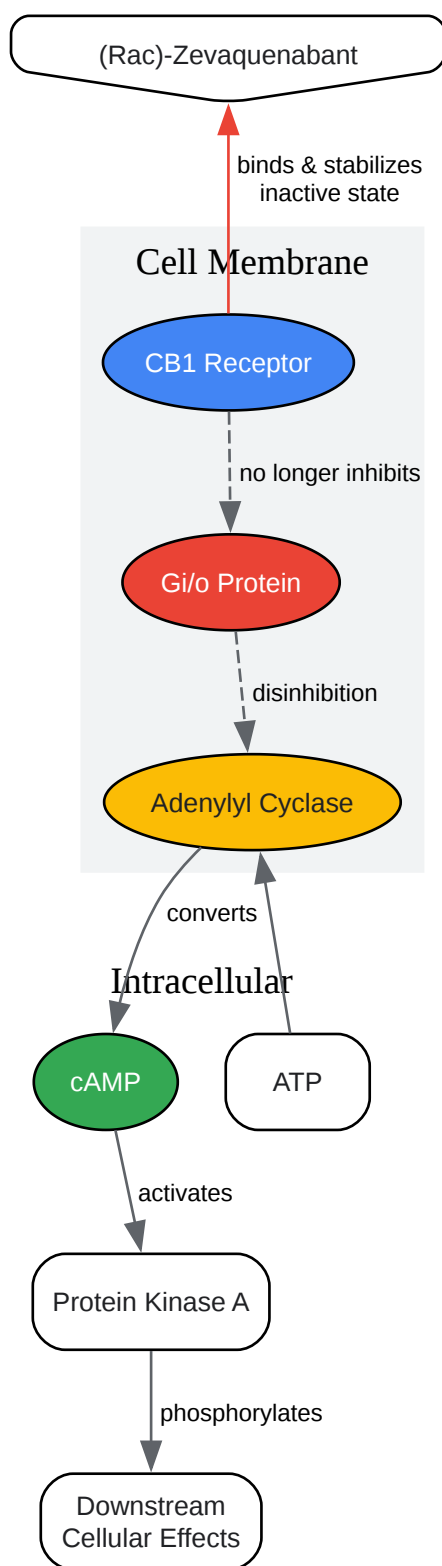 (Rac)-Zevaquenabant
binds & stabilizes
inactive state
Cell Membrane
CB1 Receptor
no longer inhibits
Gi/o Protein
disinhibition
Adenylyl Cyclase
converts
Intracellular
cAMP
ATP
activates
Protein Kinase A
phosphorylates
Downstream
Cellular Effects